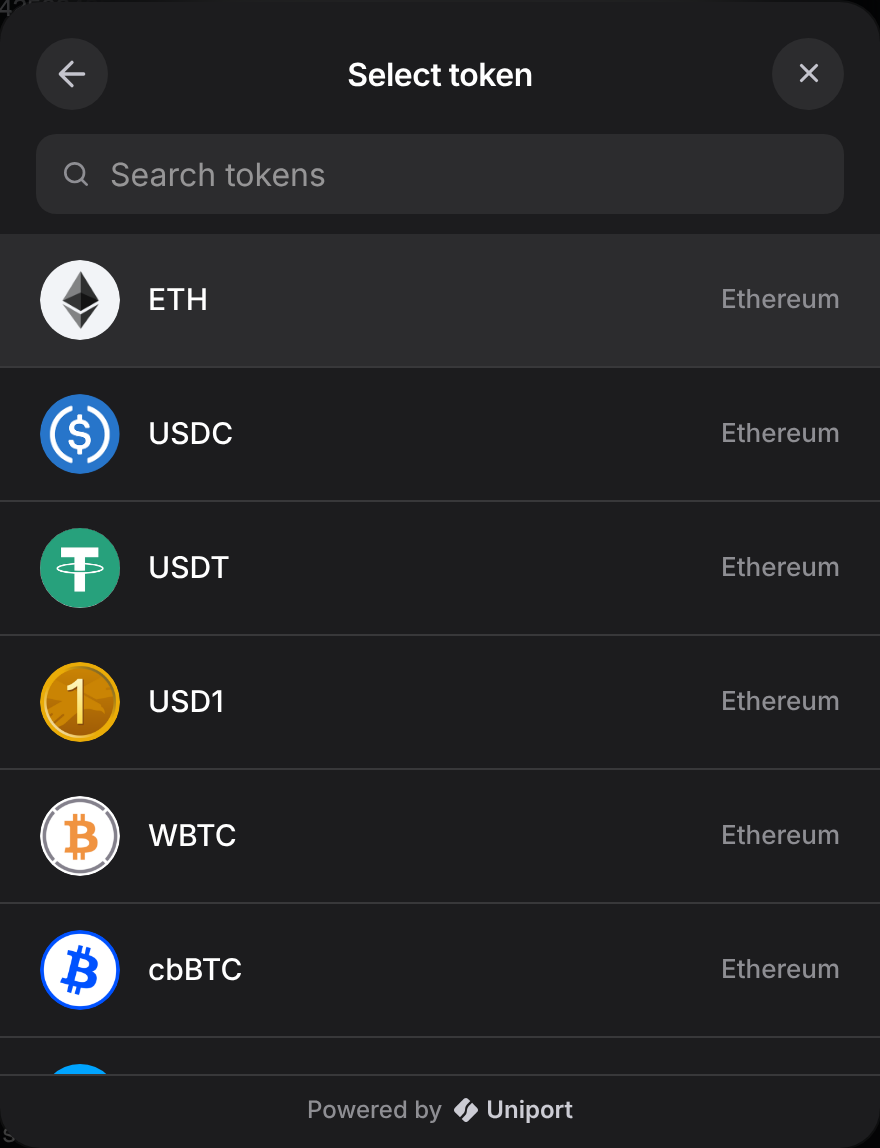 Select token
Search tokens
ETH Ethereum
USDC Ethereum
USDT Ethereum
USD1 Ethereum
WBTC Ethereum
cbBTC Ethereum
Powered by Uniport